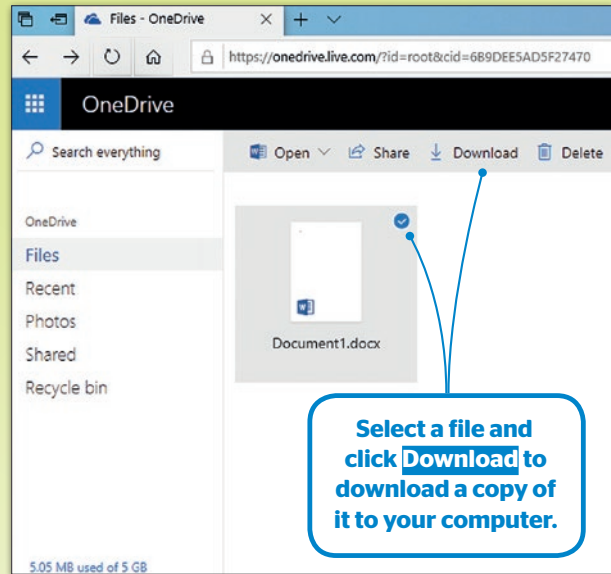 Files - OneDrive
https://onedrive.live.com/?id=root&cid=6B9DEE5AD5F27470
OneDrive
Search everything
Open Share Download Delete
OneDrive
Files
Recent
Photos
Shared
Recycle bin
Document1.docx
Select a file and
click Download to
download a copy of
it to your computer.
5.05 MB used of 5 GB